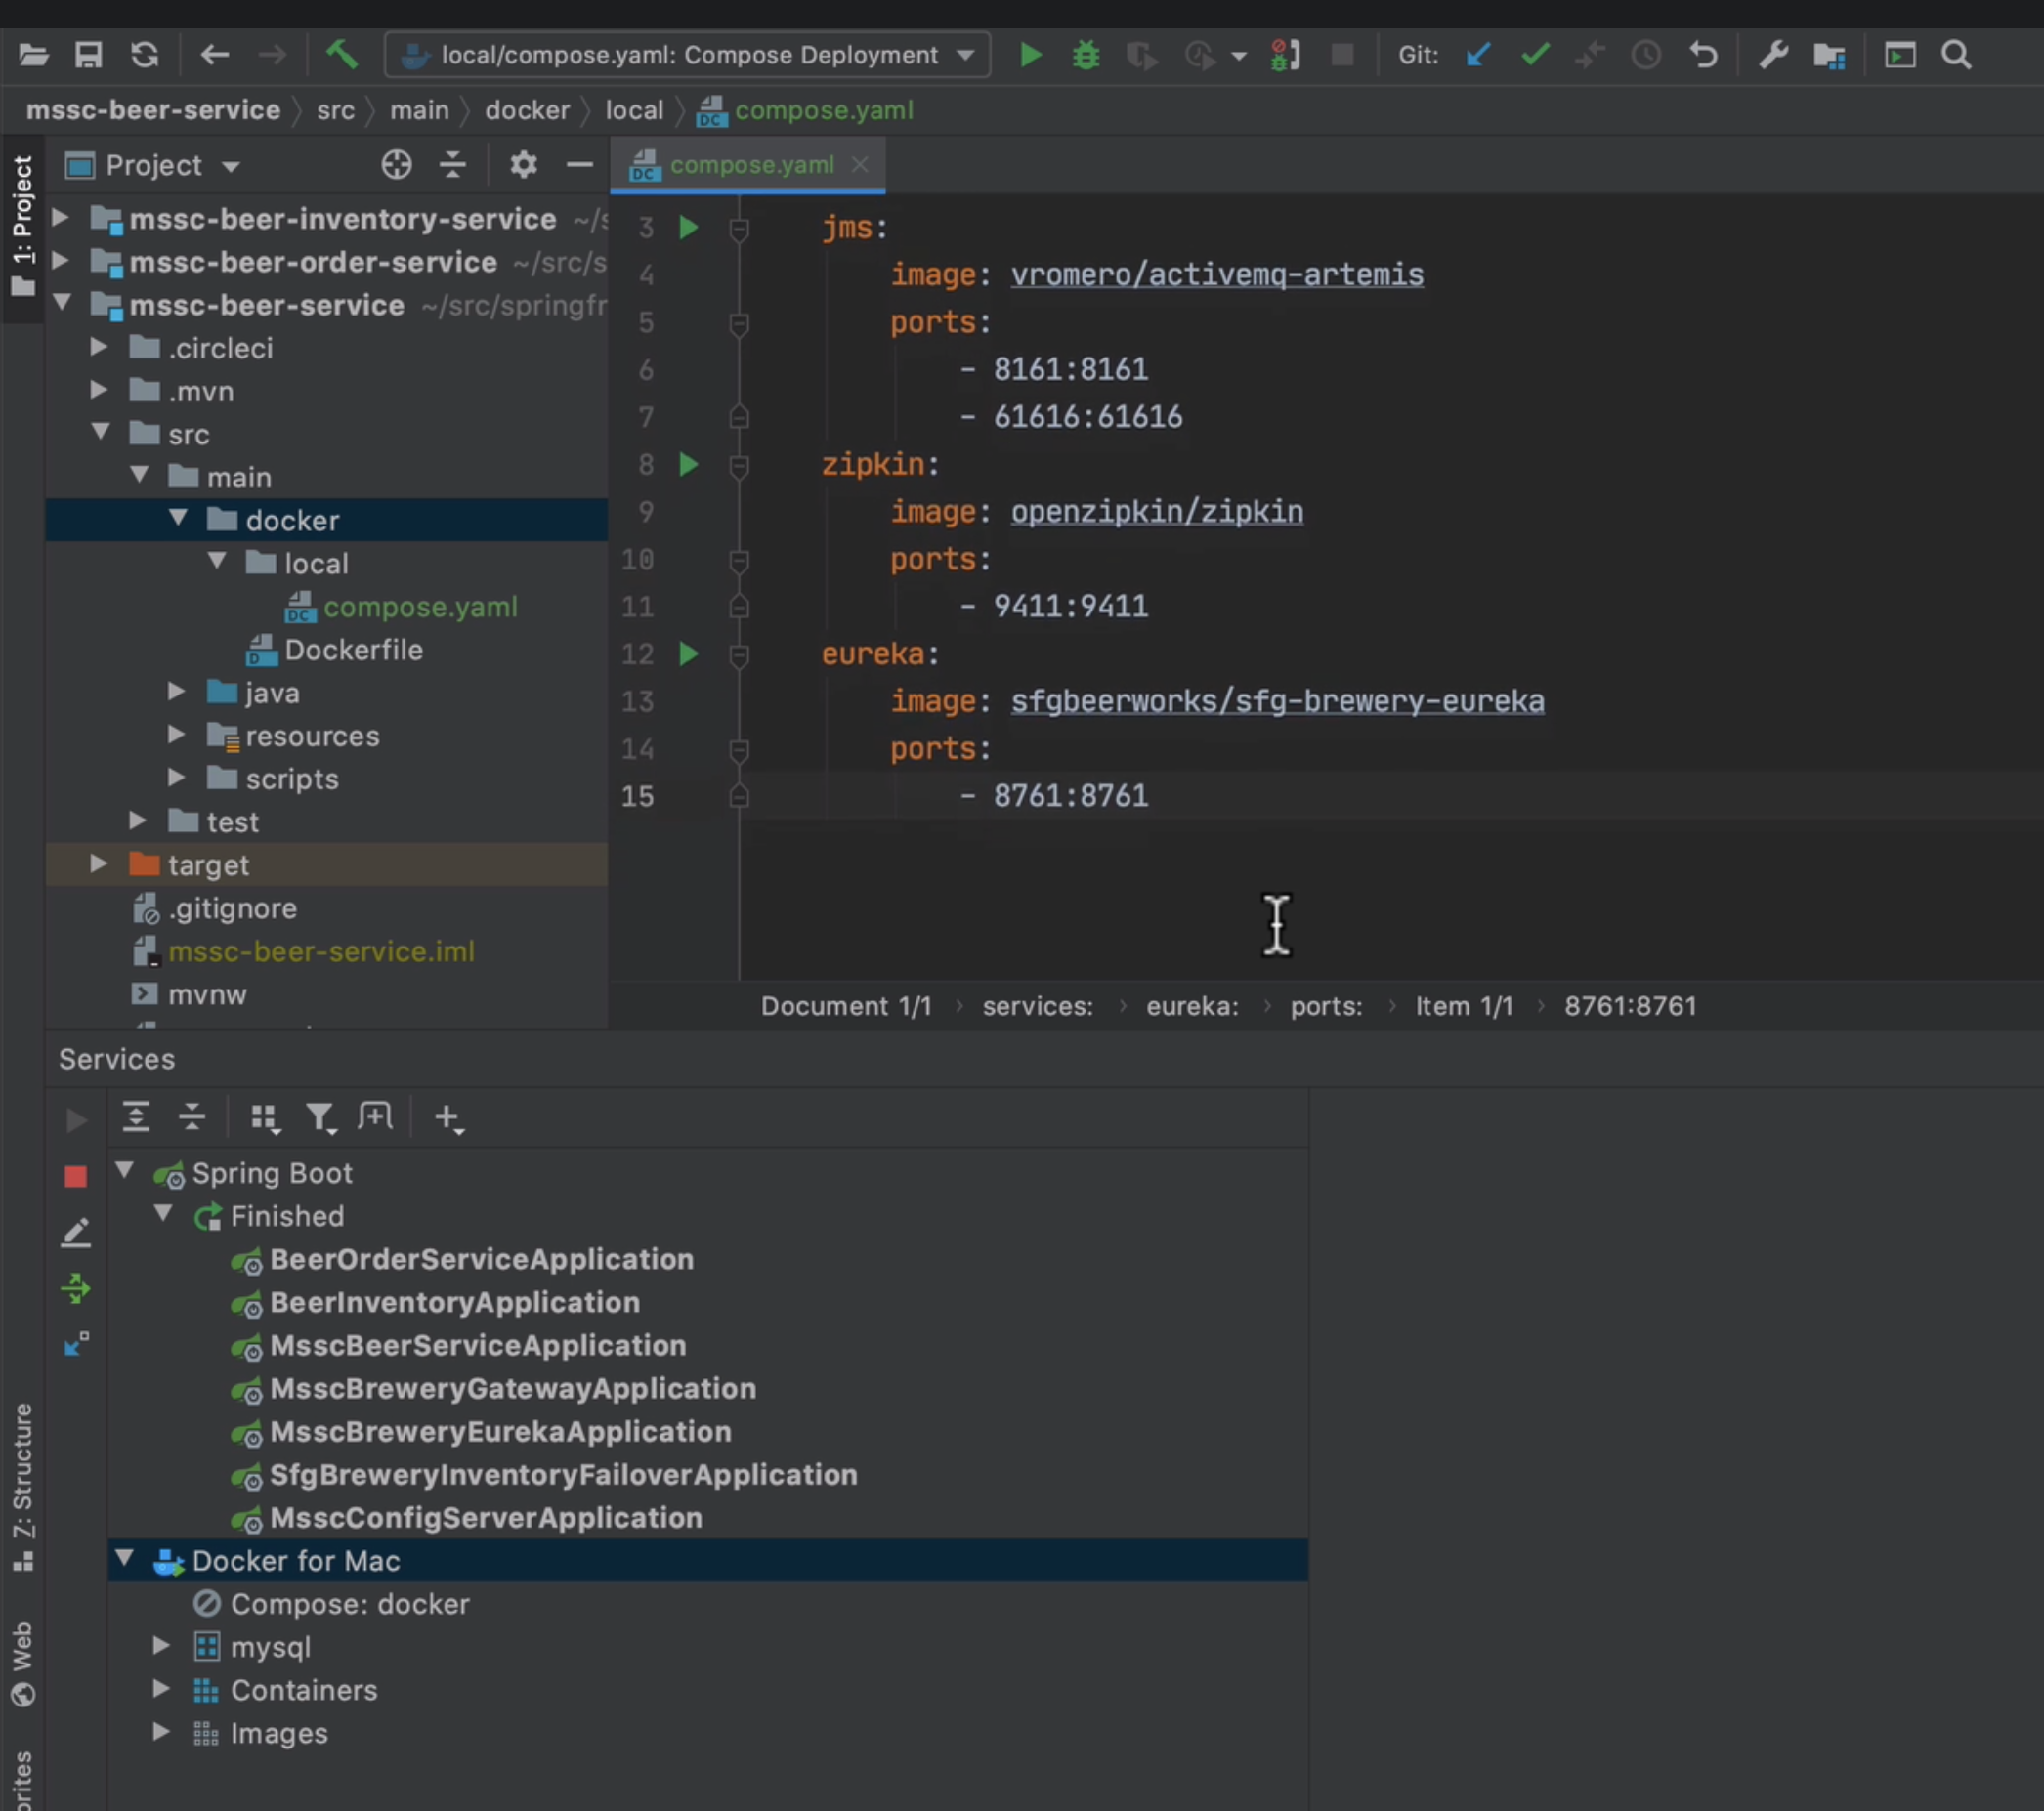 local/compose.yaml: Compose Deployment
Git:
mssc-beer-service
src
main
docker
local
compose.yaml
1: Project
Project
compose.yaml
mssc-beer-inventory-service ~/s
mssc-beer-order-service ~/src/s
mssc-beer-service ~/src/springfr
.circleci
.mvn
src
main
docker
local
compose.yaml
Dockerfile
java
resources
scripts
test
target
.gitignore
mssc-beer-service.iml
mvnw
3 jms:
4 image: vromero/activemq-artemis
5 ports:
6 - 8161:8161
7 - 61616:61616
8 zipkin:
9 image: openzipkin/zipkin
10 ports:
11 - 9411:9411
12 eureka:
13 image: sfgbeerworks/sfg-brewery-eureka
14 ports:
15 - 8761:8761
Document 1/1 › services: › eureka: › ports: › Item 1/1 › 8761:8761
Services
Spring Boot
Finished
BeerOrderServiceApplication
BeerInventoryApplication
MsscBeerServiceApplication
MsscBreweryGatewayApplication
MsscBreweryEurekaApplication
SfgBreweryInventoryFailoverApplication
MsscConfigServerApplication
Docker for Mac
Compose: docker
mysql
Containers
Images
Z: Structure
Web
orites